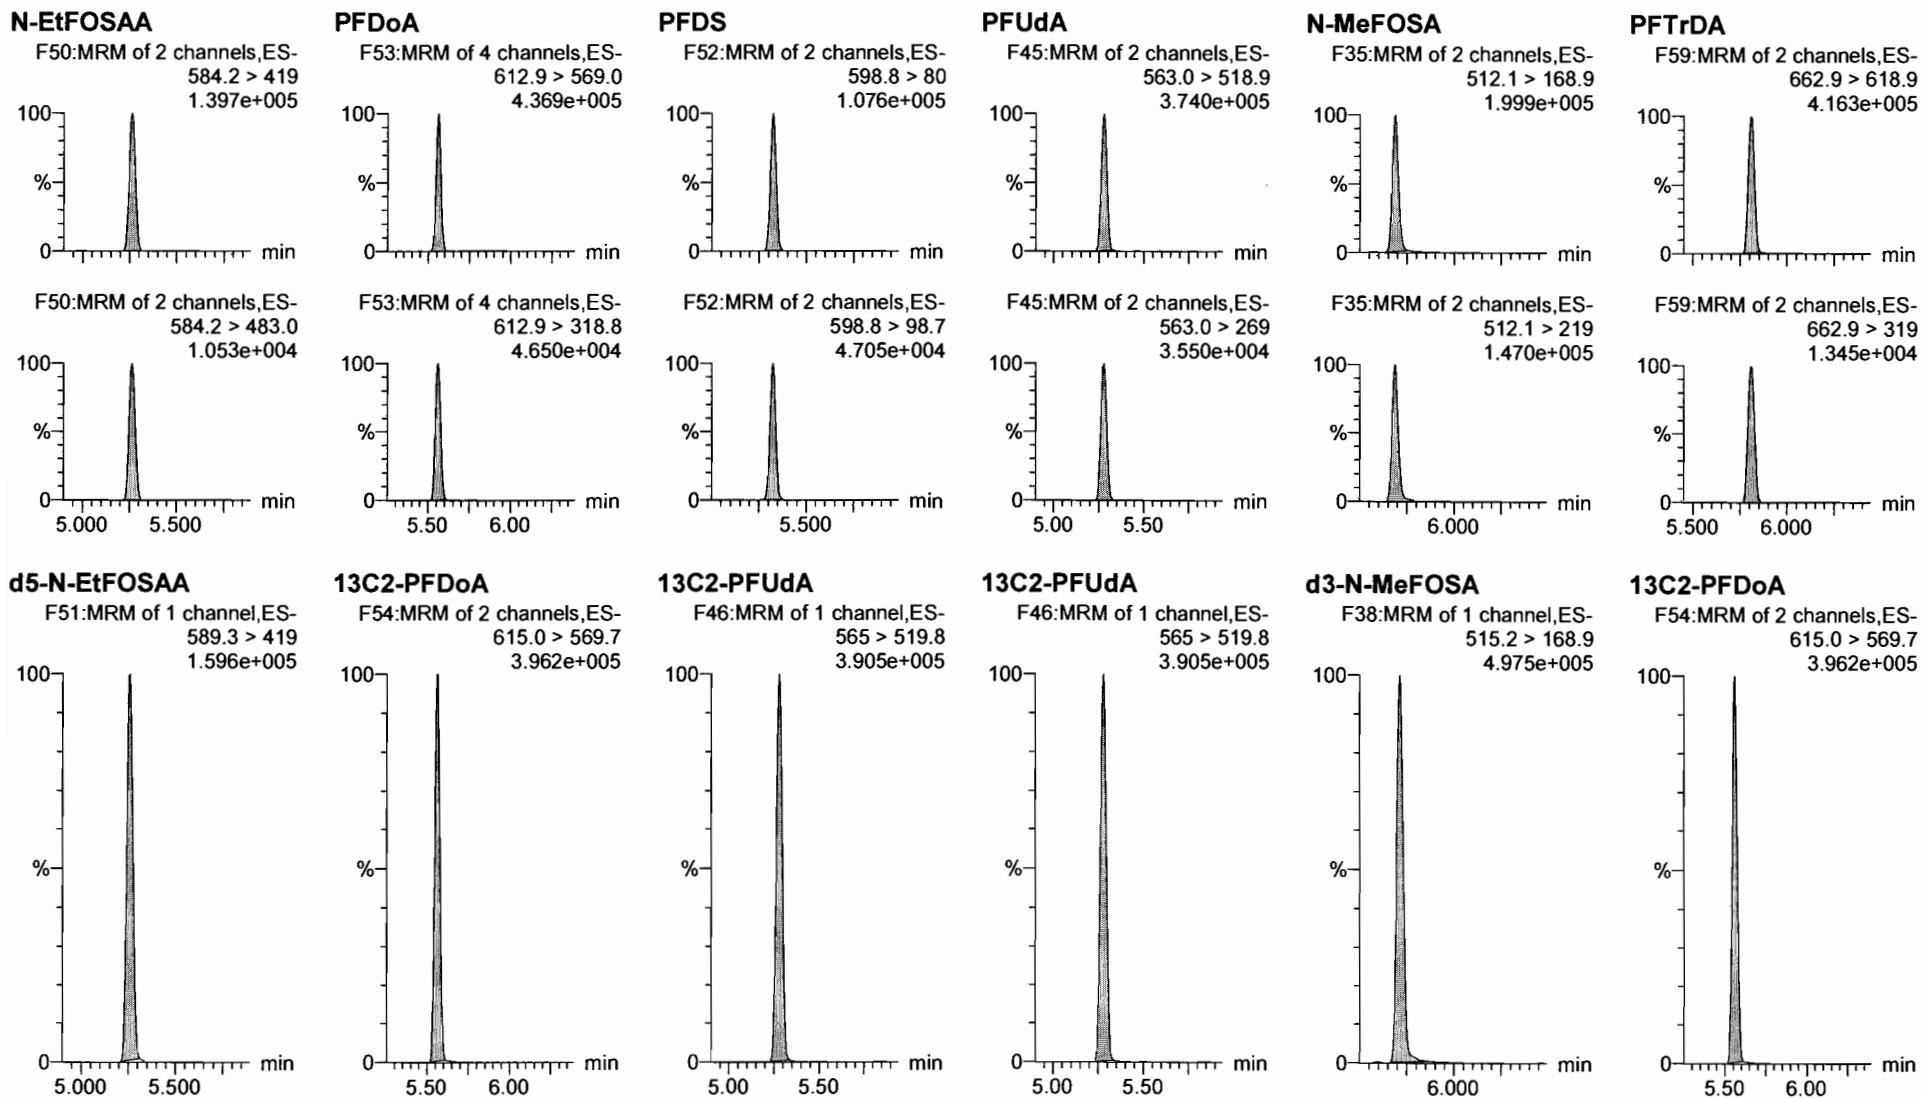 N-EtFOSAA
F50:MRM of 2 channels,ES-
584.2 > 419
1.397e+005
100
%
0
min
PFDoA
F53:MRM of 4 channels,ES-
612.9 > 569.0
4.369e+005
100
%
0
min
PFDS
F52:MRM of 2 channels,ES-
598.8 > 80
1.076e+005
100
%
0
min
PFUdA
F45:MRM of 2 channels,ES-
563.0 > 518.9
3.740e+005
100
%
0
min
N-MeFOSA
F35:MRM of 2 channels,ES-
512.1 > 168.9
1.999e+005
100
%
0
min
PFTrDA
F59:MRM of 2 channels,ES-
662.9 > 618.9
4.163e+005
100
%
0
min
F50:MRM of 2 channels,ES-
584.2 > 483.0
1.053e+004
100
%
0
min
5.000 5.500
F53:MRM of 4 channels,ES-
612.9 > 318.8
4.650e+004
100
%
0
min
5.50 6.00
F52:MRM of 2 channels,ES-
598.8 > 98.7
4.705e+004
100
%
0
min
5.500
F45:MRM of 2 channels,ES-
563.0 > 269
3.550e+004
100
%
0
min
5.00 5.50
F35:MRM of 2 channels,ES-
512.1 > 219
1.470e+005
100
%
0
min
6.000
F59:MRM of 2 channels,ES-
662.9 > 319
1.345e+004
100
%
0
min
5.500 6.000
d5-N-EtFOSAA
F51:MRM of 1 channel,ES-
589.3 > 419
1.596e+005
100
%
0
min
5.000 5.500
13C2-PFDoA
F54:MRM of 2 channels,ES-
615.0 > 569.7
3.962e+005
100
%
0
min
5.50 6.00
13C2-PFUdA
F46:MRM of 1 channel,ES-
565 > 519.8
3.905e+005
100
%
0
min
5.00 5.50
13C2-PFUdA
F46:MRM of 1 channel,ES-
565 > 519.8
3.905e+005
100
%
0
min
5.00 5.50
d3-N-MeFOSA
F38:MRM of 1 channel,ES-
515.2 > 168.9
4.975e+005
100
%
0
min
6.000
13C2-PFDoA
F54:MRM of 2 channels,ES-
615.0 > 569.7
3.962e+005
100
%
0
min
5.50 6.00